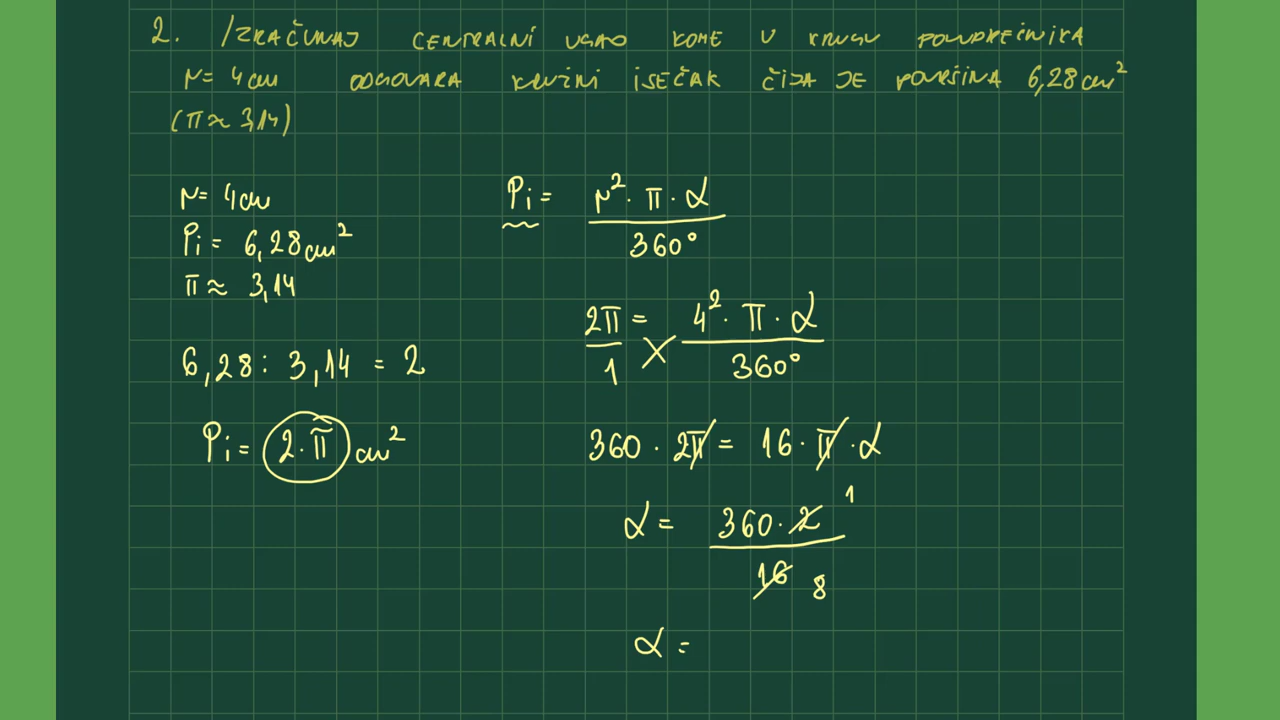 2. IZRAČUNAJ CENTRALNI UGAO KOME U KRUGU POLUPREČNIKA
r= 4cm ODGOVARA KRUŽNI ISEČAK ČIJA JE POVRŠINA 6,28cm²
(π≈ 3,14)
r= 4cm
Pi= 6,28cm²
π≈ 3,14
6,28: 3,14 = 2
Pi= 2·π cm²
Pi= r²·π·α
360°
2π = 4²·π·α
1 360°
360·2π = 16·π·α
α= 360·2 1
16 8
α=